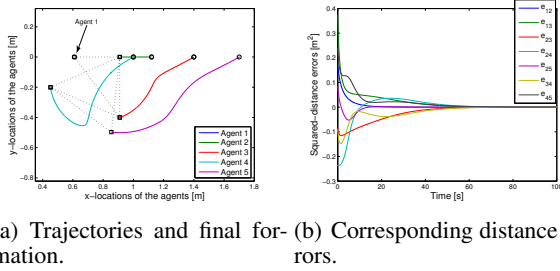 Agent 1
y-locations of the agents [m]
0.2
0
−0.2
−0.4
−0.6
−0.8
0.4 0.6 0.8 1 1.2 1.4 1.6 1.8
x-locations of the agents [m]
Agent 1
Agent 2
Agent 3
Agent 4
Agent 5
Squared-distance errors [m²]
0.4
0.3
0.2
0.1
0
−0.1
−0.2
−0.3
0 20 40 60 80 100
Time [s]
e12
e13
e23
e24
e25
e34
e45
a) Trajectories and final for-
mation.
(b) Corresponding distance
rors.